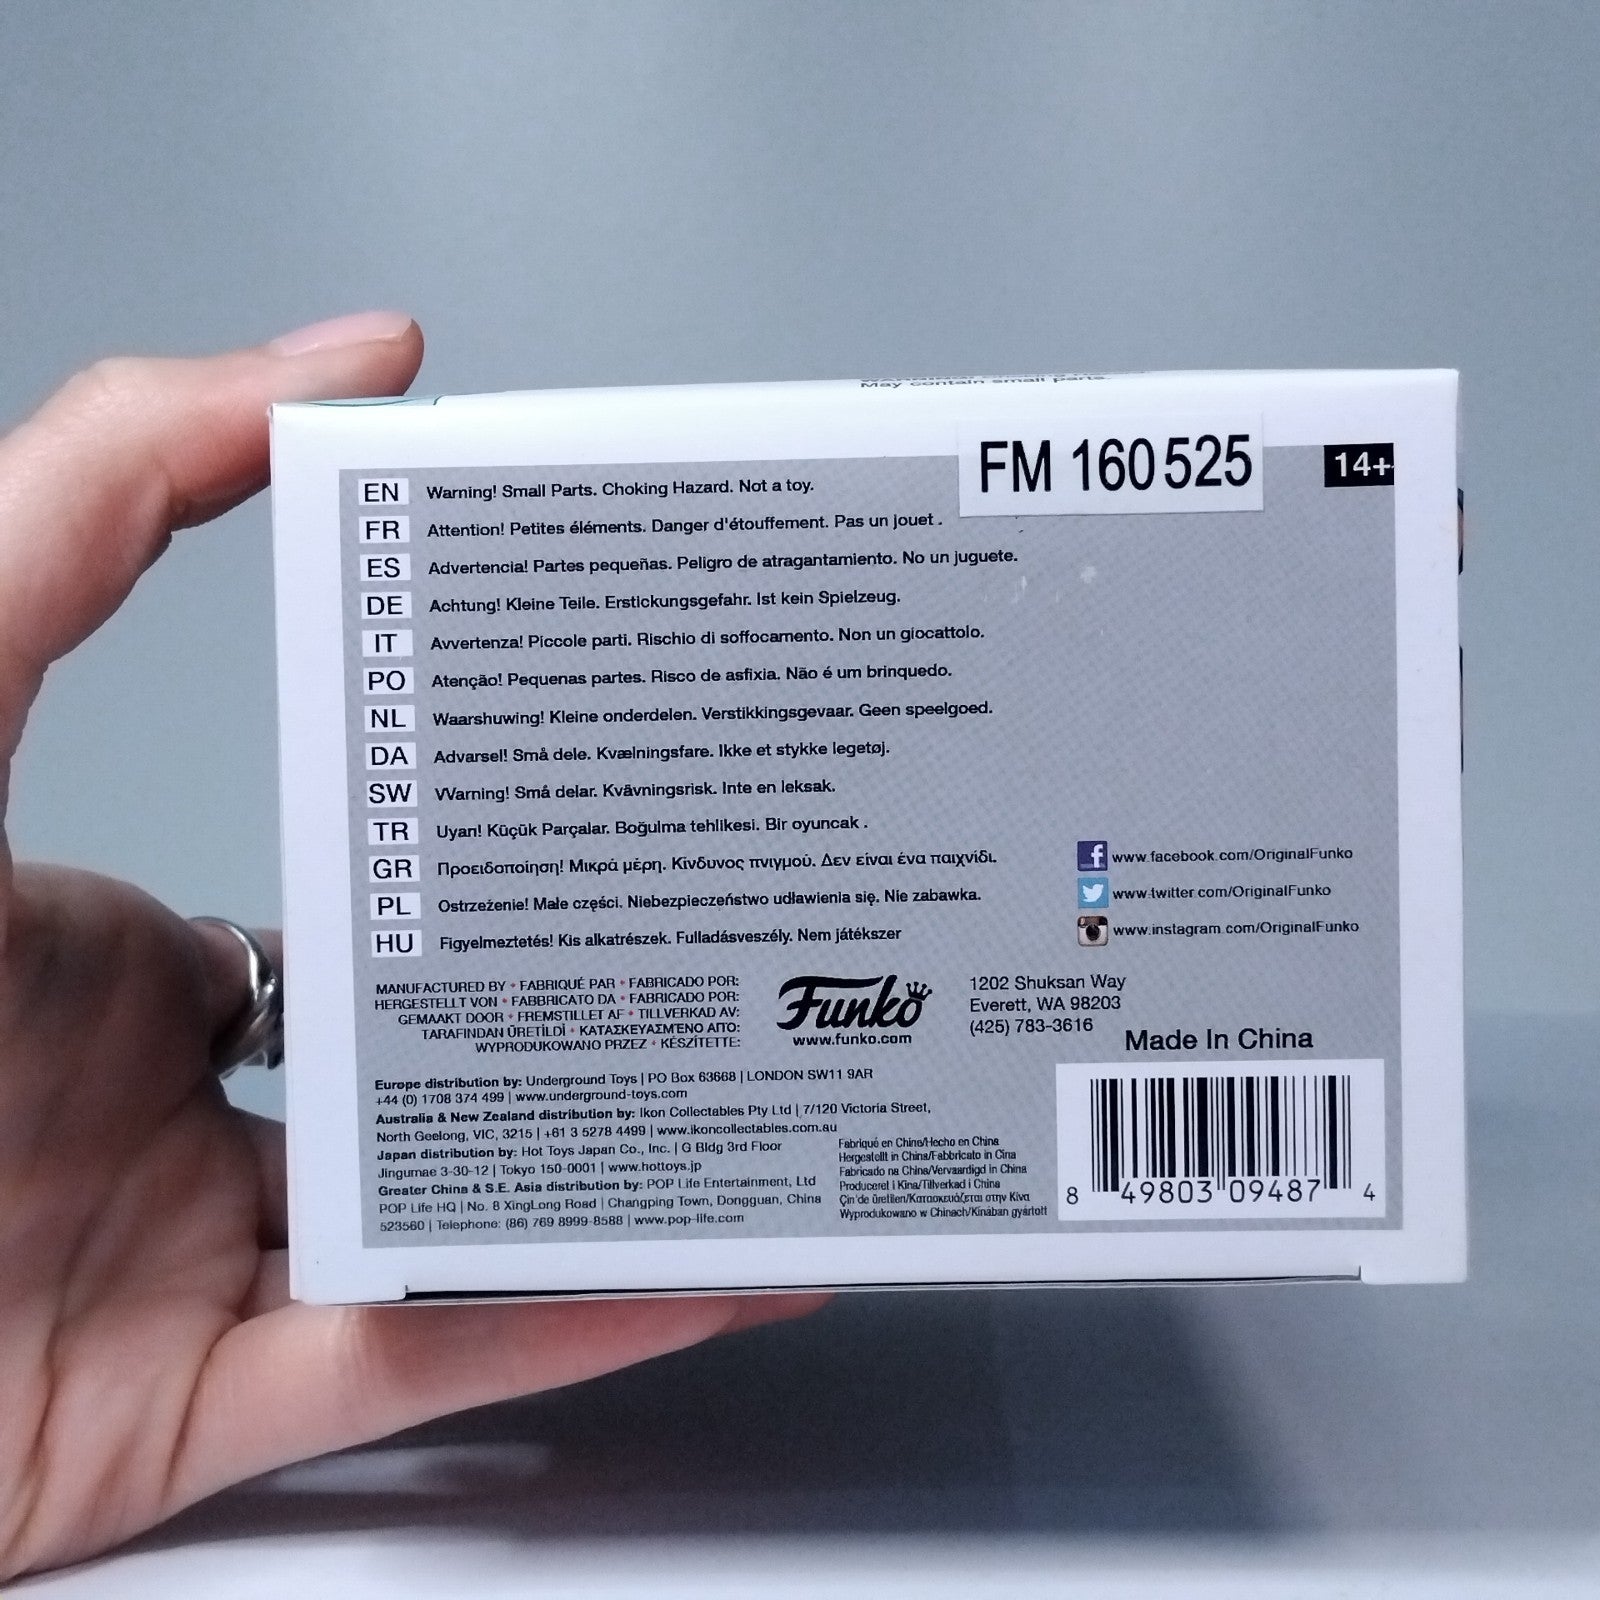 May contain small parts.
FM 160525
14+
EN Warning! Small Parts. Choking Hazard. Not a toy.
FR Attention! Petites éléments. Danger d'étouffement. Pas un jouet .
ES Advertencia! Partes pequeñas. Peligro de atragantamiento. No un juguete.
DE Achtung! Kleine Teile. Erstickungsgefahr. Ist kein Spielzeug.
IT Avvertenza! Piccole parti. Rischio di soffocamento. Non un giocattolo.
PO Atenção! Pequenas partes. Risco de asfixia. Não é um brinquedo.
NL Waarshuwing! Kleine onderdelen. Verstikkingsgevaar. Geen speelgoed.
DA Advarsel! Små dele. Kvælningsfare. Ikke et stykke legetøj.
SW Warning! Små delar. Kvävningsrisk. Inte en leksak.
TR Uyan! Küçük Parçalar. Boğulma tehlikesi. Bir oyuncak .
GR Προειδοποίηση! Μικρά μέρη. Κίνδυνος πνιγμού. Δεν είναι ένα παιχνίδι.
PL Ostrzeżenie! Małe części. Niebezpieczeństwo udławienia się. Nie zabawka.
HU Figyelmeztetés! Kis alkatrészek. Fulladásveszély. Nem játékszer
f www.facebook.com/OriginalFunko
www.twitter.com/OriginalFunko
www.instagram.com/OriginalFunko
MANUFACTURED BY • FABRIQUÉ PAR • FABRICADO POR:
HERGESTELLT VON • FABBRICATO DA • FABRICADO POR:
GEMAAKT DOOR • FREMSTILLET AF • TILLVERKAD AV:
TARAFINDAN ÜRETİLDİ • ΚΑΤΑΣΚΕΥΑΣΜΈΝΟ ΑΠΌ:
WYPRODUKOWANO PRZEZ • KÉSZÍTETTE:
Funko
www.funko.com
1202 Shuksan Way
Everett, WA 98203
(425) 783-3616
Made In China
Europe distribution by: Underground Toys | PO Box 63668 | LONDON SW11 9AR
+44 (0) 1708 374 499 | www.underground-toys.com
Australia & New Zealand distribution by: Ikon Collectables Pty Ltd | 7/120 Victoria Street,
North Geelong, VIC, 3215 | +61 3 5278 4499 | www.ikoncollectables.com.au
Japan distribution by: Hot Toys Japan Co., Inc. | G Bldg 3rd Floor
Jingumae 3-30-12 | Tokyo 150-0001 | www.hottoys.jp
Greater China & S.E. Asia distribution by: POP Life Entertainment, Ltd
POP Life HQ | No. 8 XingLong Road | Changping Town, Dongguan, China
523560 | Telephone: (86) 769 8999-8588 | www.pop-life.com
Fabriqué en Chine/Hecho en China
Hergestellt in China/Fabbricato in Cina
Fabricado na China/Vervaardigd in China
Produceret i Kina/Tillverkad i China
Çin'de üretilen/Κατασκευάζεται στην Κίνα
Wyprodukowano w Chinach/Kínában gyártott
8 49803 09487 4